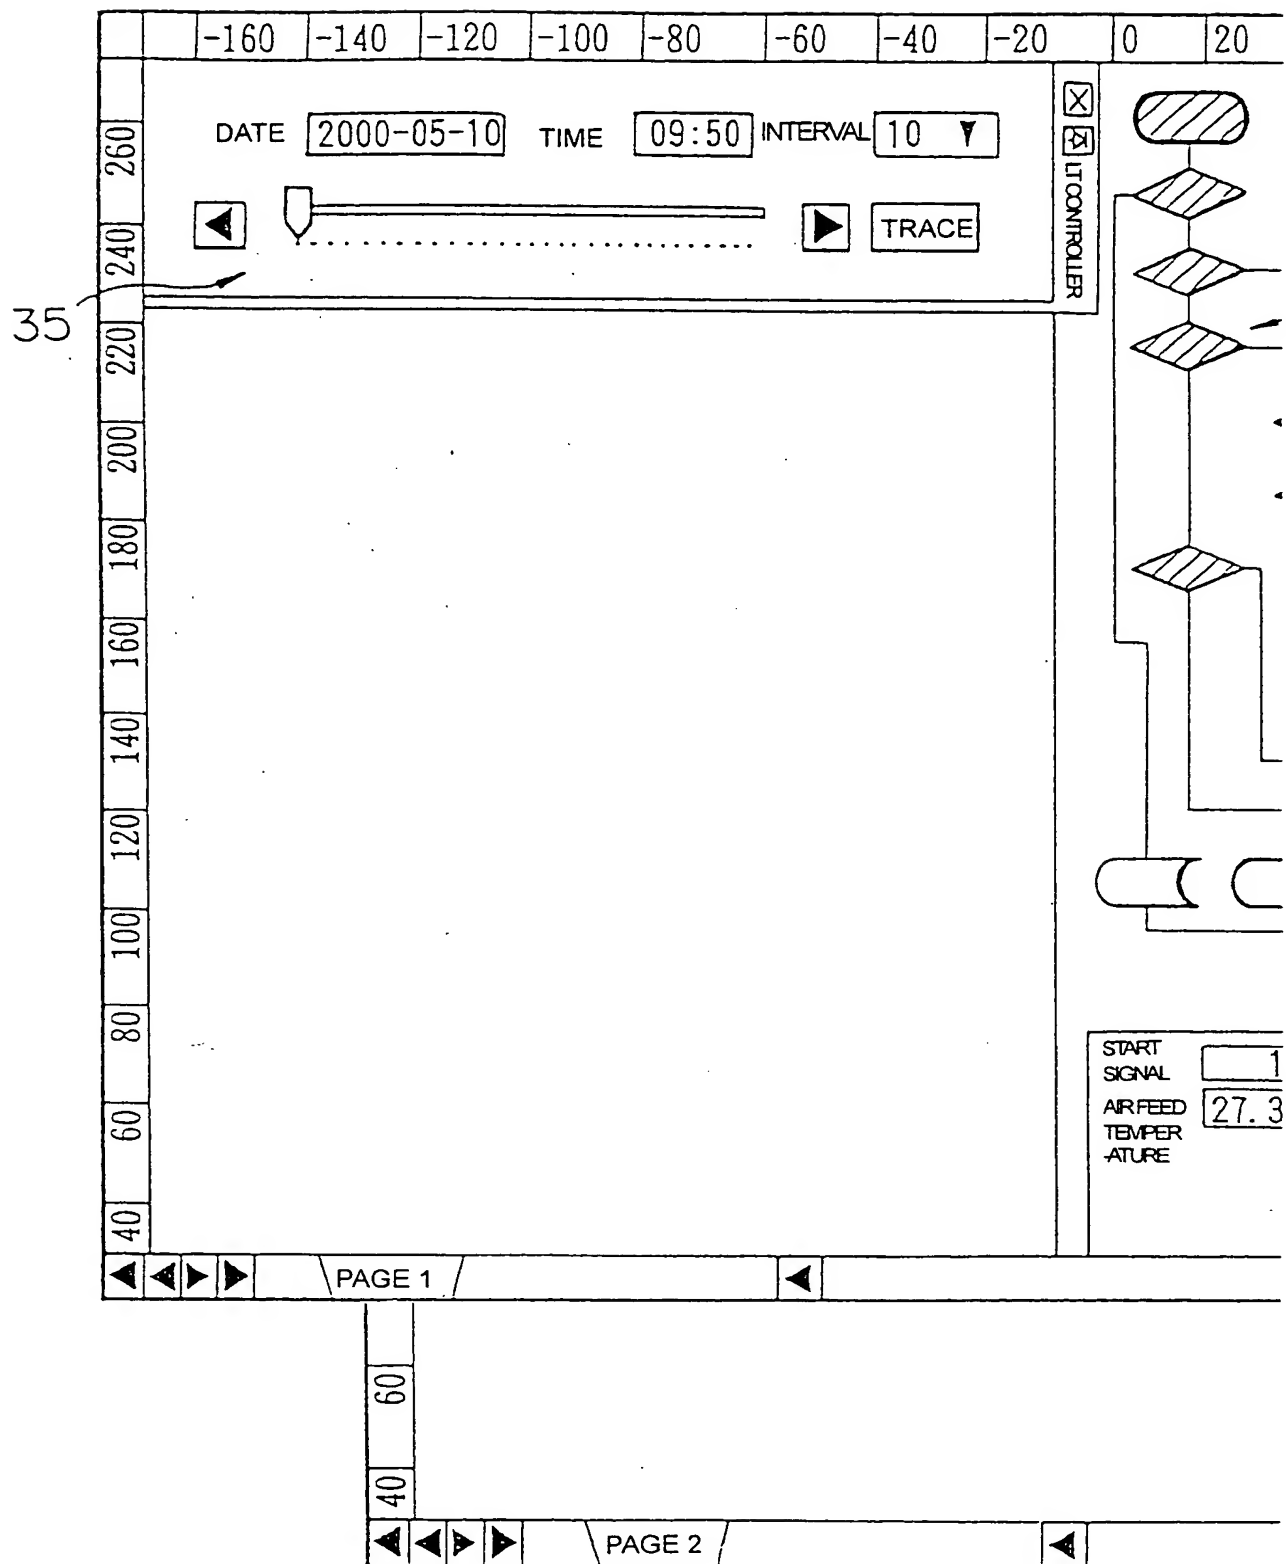 -160 -140 -120 -100 -80 -60 -40 -20 0 20
DATE 2000-05-10 TIME 09:50 INTERVAL 10
TRACE
LT CONTROLLER
35
260
240
220
200
180
160
140
120
100
80
60
40
START SIGNAL 1
AIR FEED TEMPER-ATURE 27.3
PAGE 1
60
40
PAGE 2